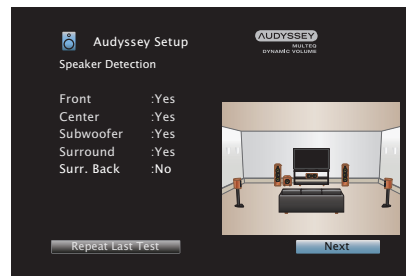 Audyssey Setup
AUDYSSEY
MULTEQ
DYNAMIC VOLUME
Speaker Detection
Front :Yes
Center :Yes
Subwoofer :Yes
Surround :Yes
Surr. Back :No
Repeat Last Test
Next